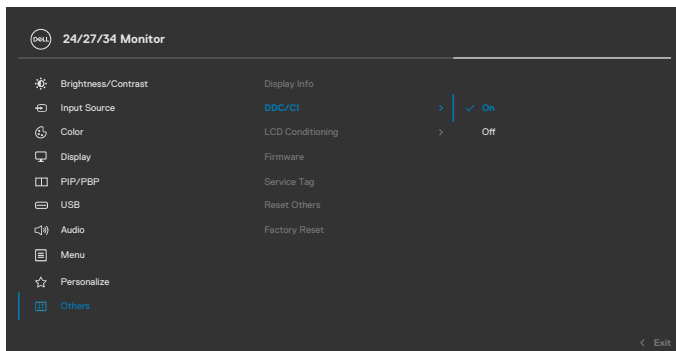 DELL 24/27/34 Monitor
Brightness/Contrast Display Info
Input Source DDC/CI > On
Color LCD Conditioning > Off
Display Firmware
PIP/PBP Service Tag
USB Reset Others
Audio Factory Reset
Menu
Personalize
Others
< Exit